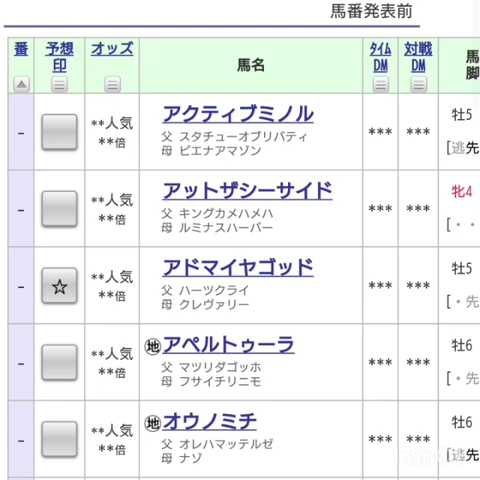 馬番発表前
番 予想印 オッズ 馬名 ﾀｲﾑDM 対戦DM 馬 脚
- **人気 **倍 アクティブミノル *** *** 牡5
父 スタチューオブリバティ
母 ピエナアマゾン [逃先
- **人気 **倍 アットザシーサイド *** *** 牝4
父 キングカメハメハ
母 ルミナスハーバー [・・
- ☆ **人気 **倍 アドマイヤゴッド *** *** 牡5
父 ハーツクライ
母 クレヴァリー [・先
- **人気 **倍 ㊞アペルトゥーラ *** *** 牡6
父 マツリダゴッホ
母 フサイチリニモ [・先
- **人気 **倍 地オウノミチ *** *** 牡6
父 オレハマッテルゼ
母 ナゾ [逃先